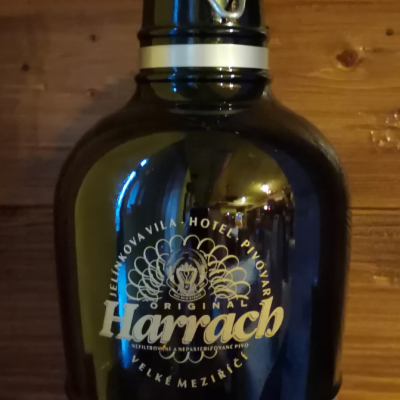 JELÍNKOVA VILA · HOTEL · PIVOVAR
ORIGINAL
Harrach
NEFILTROVANÉ A NEPASTERIZOVANÉ PIVO
VELKÉ MEZIŘÍČÍ